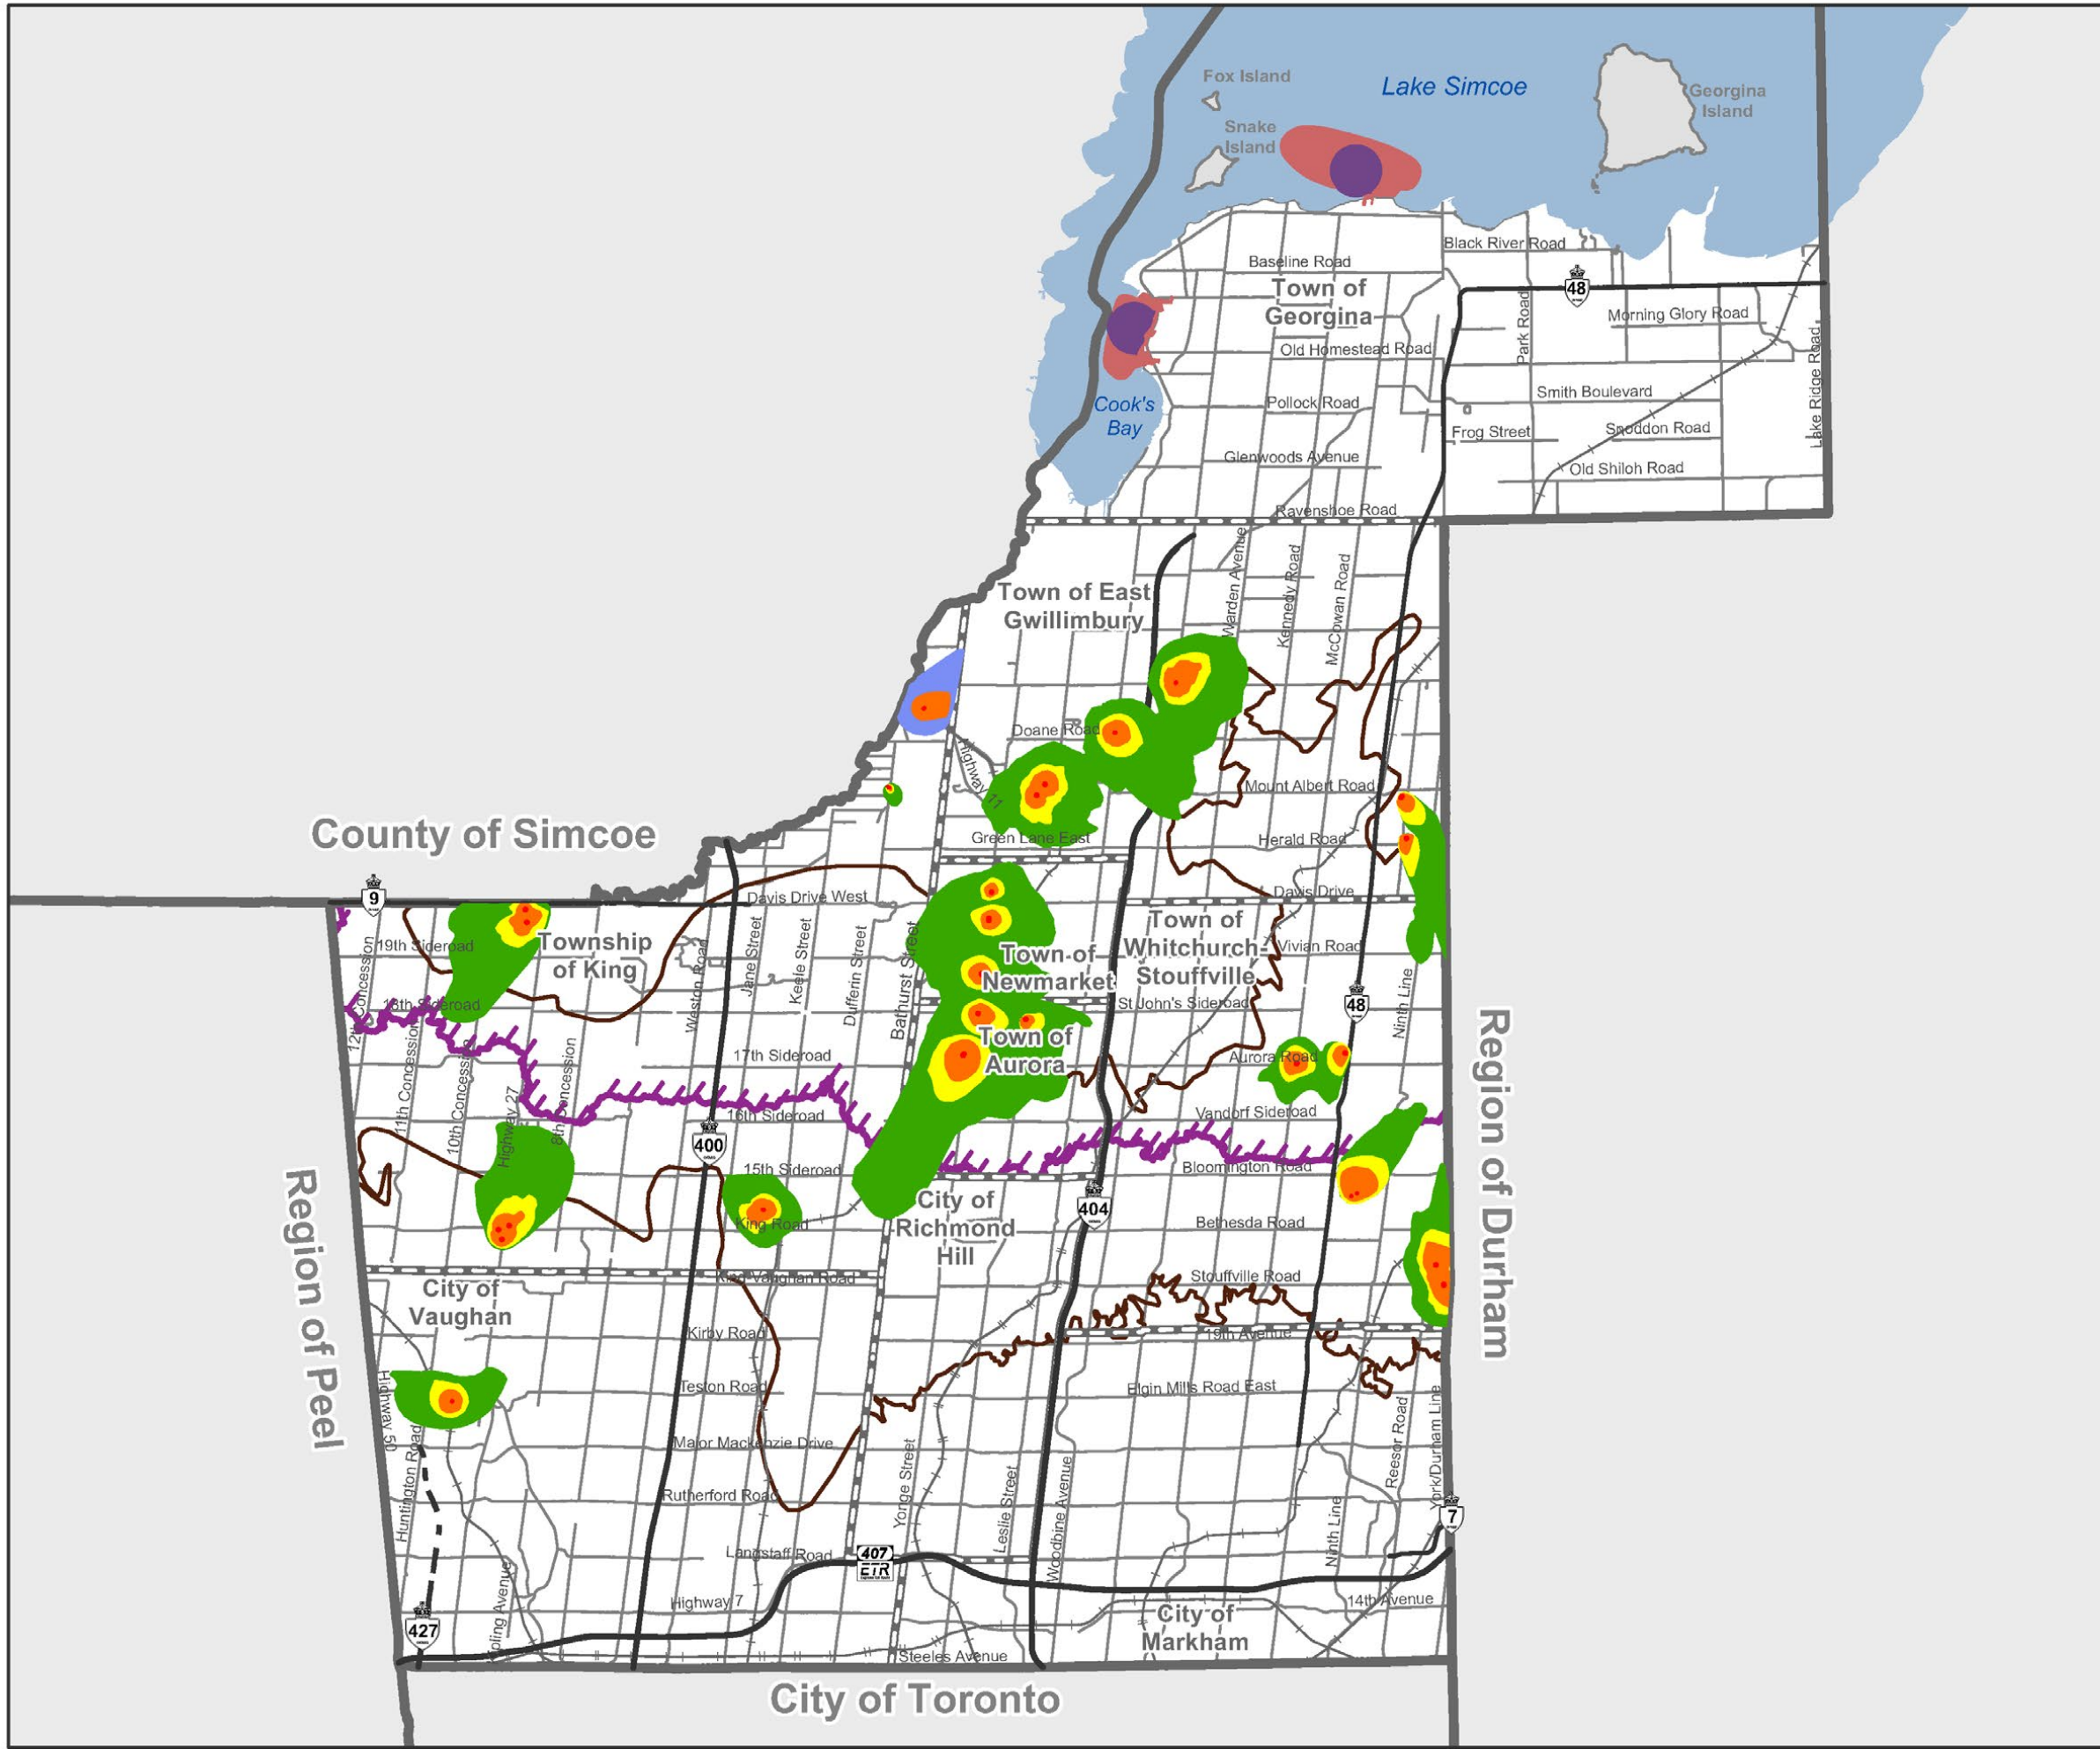 Fox Island
Lake Simcoe
Georgina
Island
Snake
Island
Black River Road
Baseline Road
Town of
Georgina
48
Morning Glory Road
Park Road
Old Homestead Road
Lake Ridge Road
Smith Boulevard
Cook's
Bay
Pollock Road
Frog Street
Snoddon Road
Glenwoods Avenue
Old Shiloh Road
Ravenshoe Road
Warden Avenue
Kennedy Road
McCowan Road
Town of East
Gwillimbury
Doane Road
Highway 11
Mount Albert Road
County of Simcoe
Green Lane East
Herald Road
9
Davis Drive West
Davis Drive
Town of
Whitchurch-
Stouffville
19th Sideroad
Township
of King
Town of
Newmarket
Vivian Road
12th Concession
Weston Road
Jane Street
Keele Street
Dufferin Street
Bathurst Street
Ninth Line
18th Sideroad
St John's Sideroad
48
11th Concession
10th Concession
Highway 27
8th Concession
17th Sideroad
Town of
Aurora
Aurora Road
16th Sideroad
Vandorf Sideroad
400
15th Sideroad
Bloomington Road
Region of Peel
Region of Durham
King Road
City of
Richmond
Hill
404
Bethesda Road
King-Vaughan Road
Stouffville Road
City of
Vaughan
Kirby Road
19th Avenue
Highway 50
Teston Road
Elgin Mills Road East
Huntington Road
Major Mackenzie Drive
Yonge Street
Leslie Street
Woodbine Avenue
Reesor Road
York/Durham Line
Rutherford Road
Ninth Line
7
Langstaff Road
407
ETR
Highway 7
14th Avenue
427
City of
Markham
Steeles Avenue
City of Toronto